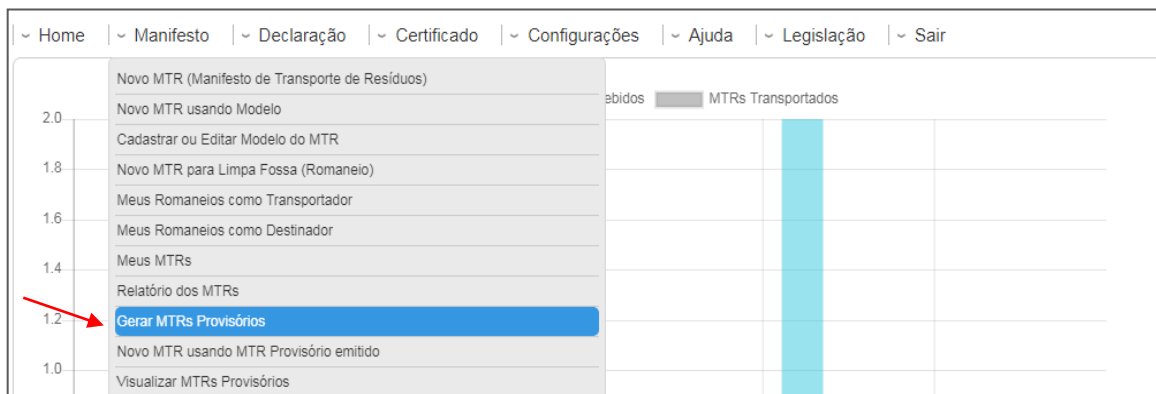 Home Manifesto Declaração Certificado Configurações Ajuda Legislação Sair
Novo MTR (Manifesto de Transporte de Resíduos)
Novo MTR usando Modelo
Cadastrar ou Editar Modelo do MTR
Novo MTR para Limpa Fossa (Romaneio)
Meus Romaneios como Transportador
Meus Romaneios como Destinador
Meus MTRs
Relatório dos MTRs
Gerar MTRs Provisórios
Novo MTR usando MTR Provisório emitido
Visualizar MTRs Provisórios
ebidos MTRs Transportados
2.0
1.8
1.6
1.4
1.2
1.0